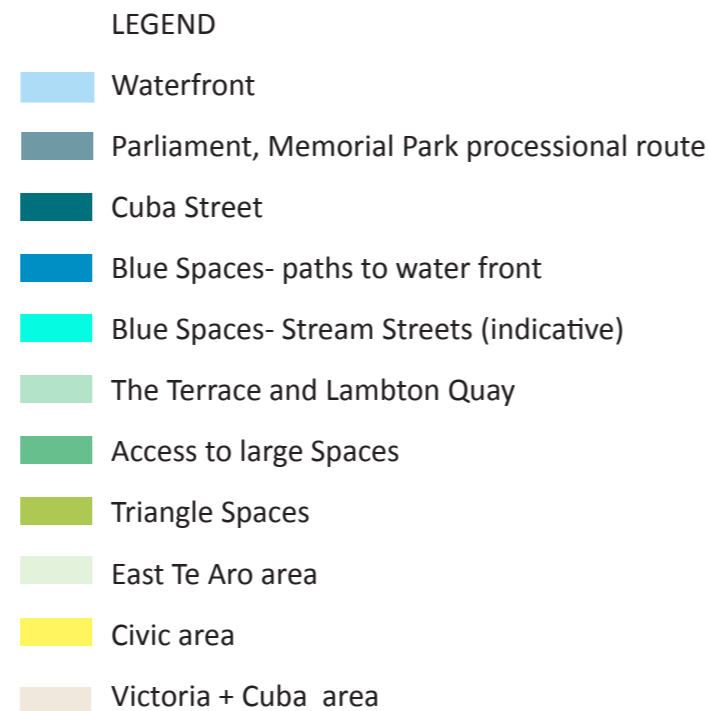 LEGEND
Waterfront
Parliament, Memorial Park processional route
Cuba Street
Blue Spaces- paths to water front
Blue Spaces- Stream Streets (indicative)
The Terrace and Lambton Quay
Access to large Spaces
Triangle Spaces
East Te Aro area
Civic area
Victoria + Cuba  area